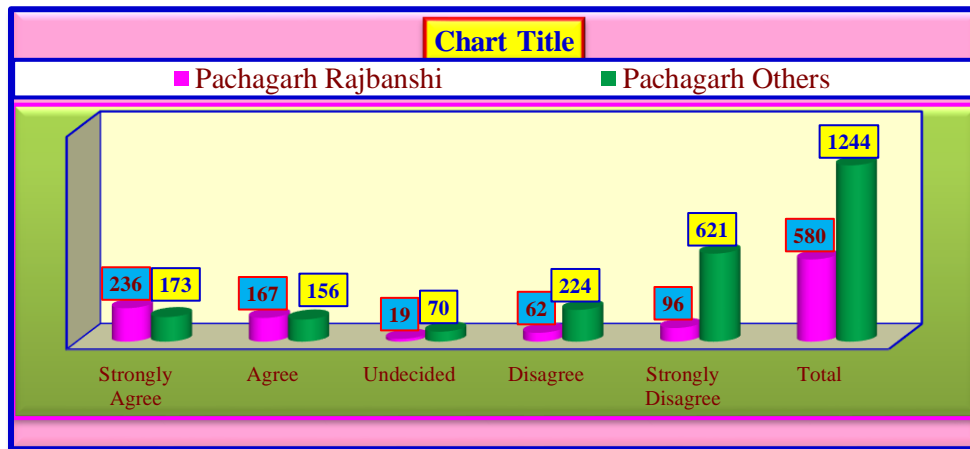 Chart Title
Pachagarh Rajbanshi Pachagarh Others
1244
621 580
236 173 167 156 19 70 62 224 96
Strongly Agree Agree Undecided Disagree Strongly Disagree Total